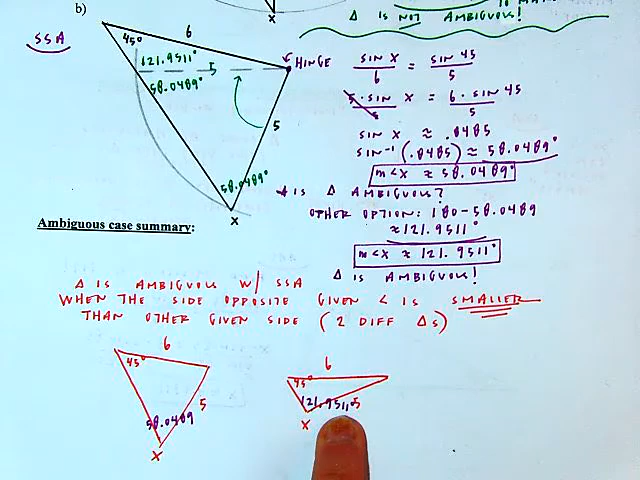 Δ IS NOT AMBIGUOUS!
x
b)
SSA
6
45°
121.9511°
HINGE
58.0489°
5
5
58.0489°
x
sin x / 6 = sin 45 / 5
5 · sin x / 5 = 6 · sin 45 / 5
sin x ≈ .8485
sin⁻¹ (.8485) ≈ 58.0489°
m<x ≈ 58.0489°
* IS Δ AMBIGUOUS?
OTHER OPTION: 180 - 58.0489
≈ 121.9511°
m<x ≈ 121.9511°
Δ IS AMBIGUOUS!
Ambiguous case summary:
Δ IS AMBIGUOUS W/ SSA
WHEN THE SIDE OPPOSITE GIVEN < IS SMALLER
THAN OTHER GIVEN SIDE (2 DIFF Δs)
6
45°
5
58.0489
x
6
45°
121.9511°
5
x